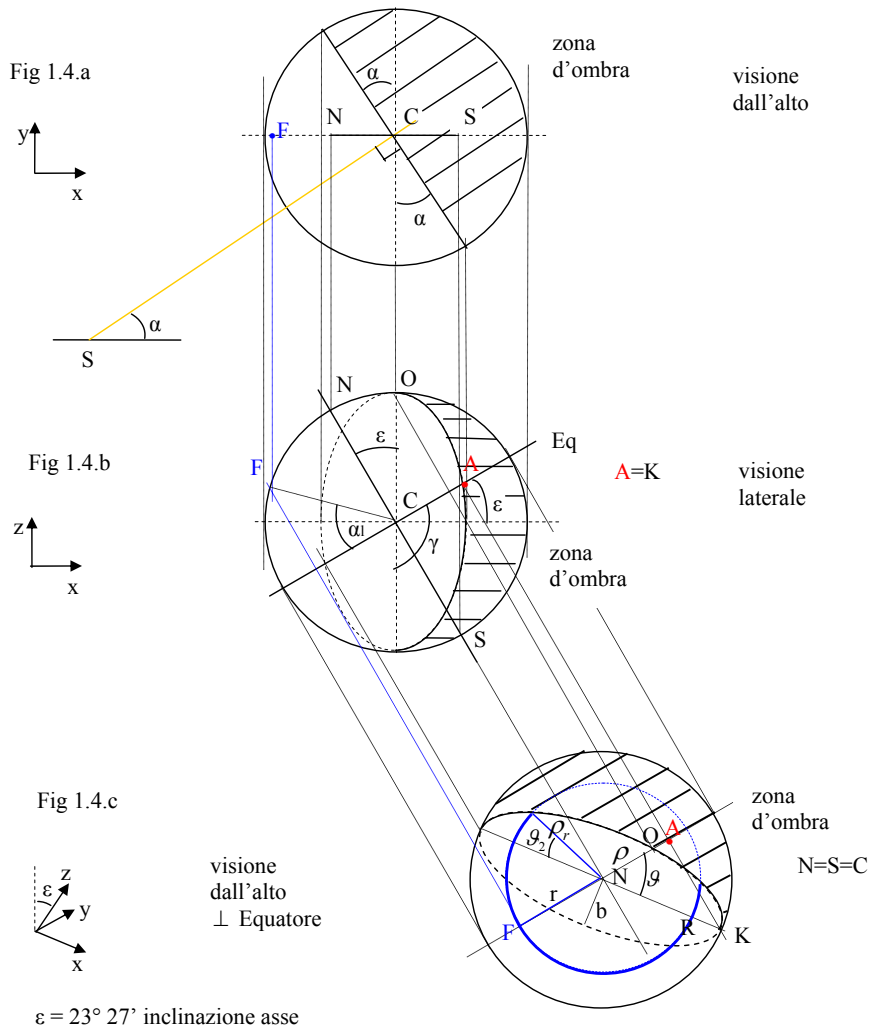 Fig 1.4.a
zona
d'ombra
visione
dall'alto
α
N
C
S
F
y
x
α
α
S
N
O
ε
Eq
Fig 1.4.b
F
A
A=K
visione
laterale
C
ε
z
α1
γ
x
zona
d'ombra
S
Fig 1.4.c
zona
d'ombra
ϑ2
ρr
ρ
O
A
N
ϑ
N=S=C
visione
dall'alto
⊥ Equatore
ε
z
y
x
r
b
F
R
K
ε = 23° 27' inclinazione asse